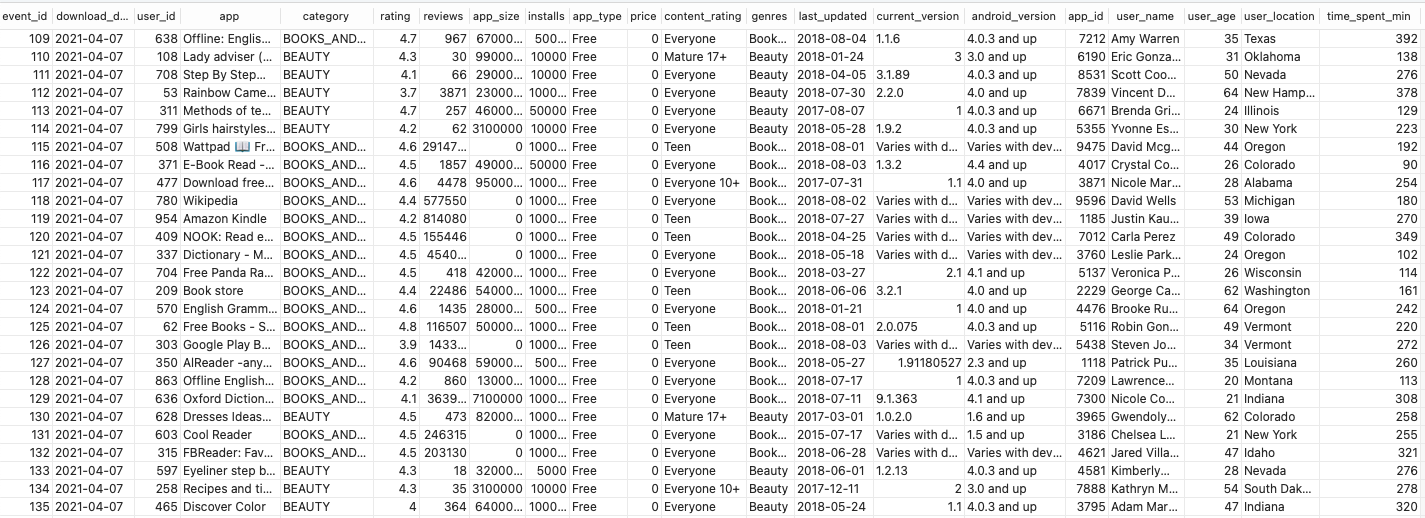 event_id download_d... user_id app category rating reviews app_size installs app_type price content_rating genres last_updated current_version android_version app_id user_name user_age user_location time_spent_min
109 2021-04-07 638 Offline: Englis... BOOKS_AND... 4.7 967 67000... 500... Free 0 Everyone Book... 2018-08-04 1.1.6 4.0.3 and up 7212 Amy Warren 35 Texas 392
110 2021-04-07 108 Lady adviser (... BEAUTY 4.3 30 99000... 10000 Free 0 Mature 17+ Beauty 2018-01-24 3 3.0 and up 6190 Eric Gonza... 31 Oklahoma 138
111 2021-04-07 708 Step By Step... BEAUTY 4.1 66 29000... 10000 Free 0 Everyone Beauty 2018-04-05 3.1.89 4.0.3 and up 8531 Scott Coo... 50 Nevada 276
112 2021-04-07 53 Rainbow Came... BEAUTY 3.7 3871 23000... 1000... Free 0 Everyone Beauty 2018-07-30 2.2.0 4.0 and up 7839 Vincent D... 64 New Hamp... 378
113 2021-04-07 311 Methods of te... BEAUTY 4.7 257 46000... 50000 Free 0 Everyone Beauty 2017-08-07 1 4.0.3 and up 6671 Brenda Gri... 24 Illinois 129
114 2021-04-07 799 Girls hairstyles... BEAUTY 4.2 62 3100000 10000 Free 0 Everyone Beauty 2018-05-28 1.9.2 4.0.3 and up 5355 Yvonne Es... 30 New York 223
115 2021-04-07 508 Wattpad 📖 Fr... BOOKS_AND... 4.6 29147... 0 1000... Free 0 Teen Book... 2018-08-01 Varies with d... Varies with dev... 9475 David Mcg... 44 Oregon 192
116 2021-04-07 371 E-Book Read -... BOOKS_AND... 4.5 1857 49000... 50000 Free 0 Everyone Book... 2018-08-03 1.3.2 4.4 and up 4017 Crystal Co... 26 Colorado 90
117 2021-04-07 477 Download free... BOOKS_AND... 4.6 4478 95000... 1000... Free 0 Everyone 10+ Book... 2017-07-31 1.1 4.0 and up 3871 Nicole Mar... 28 Alabama 254
118 2021-04-07 780 Wikipedia BOOKS_AND... 4.4 577550 0 1000... Free 0 Everyone Book... 2018-08-02 Varies with d... Varies with dev... 9596 David Wells 53 Michigan 180
119 2021-04-07 954 Amazon Kindle BOOKS_AND... 4.2 814080 0 1000... Free 0 Teen Book... 2018-07-27 Varies with d... Varies with dev... 1185 Justin Kau... 39 Iowa 270
120 2021-04-07 409 NOOK: Read e... BOOKS_AND... 4.5 155446 0 1000... Free 0 Teen Book... 2018-04-25 Varies with d... Varies with dev... 7012 Carla Perez 49 Colorado 349
121 2021-04-07 337 Dictionary - M... BOOKS_AND... 4.5 4540... 0 1000... Free 0 Everyone Book... 2018-05-18 Varies with d... Varies with dev... 3760 Leslie Park... 24 Oregon 102
122 2021-04-07 704 Free Panda Ra... BOOKS_AND... 4.5 418 42000... 1000... Free 0 Everyone Book... 2018-03-27 2.1 4.1 and up 5137 Veronica P... 26 Wisconsin 114
123 2021-04-07 209 Book store BOOKS_AND... 4.4 22486 54000... 1000... Free 0 Teen Book... 2018-06-06 3.2.1 4.0 and up 2229 George Ca... 62 Washington 161
124 2021-04-07 570 English Gramm... BOOKS_AND... 4.6 1435 28000... 500... Free 0 Everyone Book... 2018-01-21 1 4.0 and up 4476 Brooke Ru... 64 Oregon 242
125 2021-04-07 62 Free Books - S... BOOKS_AND... 4.8 116507 50000... 1000... Free 0 Teen Book... 2018-08-01 2.0.075 4.0.3 and up 5116 Robin Gon... 49 Vermont 220
126 2021-04-07 303 Google Play B... BOOKS_AND... 3.9 1433... 0 1000... Free 0 Teen Book... 2018-08-03 Varies with d... Varies with dev... 5438 Steven Jo... 34 Vermont 272
127 2021-04-07 350 AlReader -any... BOOKS_AND... 4.6 90468 59000... 500... Free 0 Everyone Book... 2018-05-27 1.91180527 2.3 and up 1118 Patrick Pu... 35 Louisiana 260
128 2021-04-07 863 Offline English... BOOKS_AND... 4.2 860 13000... 1000... Free 0 Everyone Book... 2018-07-17 1 4.0.3 and up 7209 Lawrence... 20 Montana 113
129 2021-04-07 636 Oxford Diction... BOOKS_AND... 4.1 3639... 7100000 1000... Free 0 Everyone Book... 2018-07-11 9.1.363 4.1 and up 7300 Nicole Co... 21 Indiana 308
130 2021-04-07 628 Dresses Ideas... BEAUTY 4.5 473 82000... 1000... Free 0 Mature 17+ Beauty 2017-03-01 1.0.2.0 1.6 and up 3965 Gwendoly... 62 Colorado 258
131 2021-04-07 603 Cool Reader BOOKS_AND... 4.5 246315 0 1000... Free 0 Everyone Book... 2015-07-17 Varies with d... 1.5 and up 3186 Chelsea L... 21 New York 255
132 2021-04-07 315 FBReader: Fav... BOOKS_AND... 4.5 203130 0 1000... Free 0 Everyone Book... 2018-06-28 Varies with d... Varies with dev... 4621 Jared Villa... 47 Idaho 321
133 2021-04-07 597 Eyeliner step b... BEAUTY 4.3 18 32000... 5000 Free 0 Everyone Beauty 2018-06-01 1.2.13 4.0.3 and up 4581 Kimberly... 28 Nevada 276
134 2021-04-07 258 Recipes and ti... BEAUTY 4.3 35 3100000 10000 Free 0 Everyone 10+ Beauty 2017-12-11 2 3.0 and up 7888 Kathryn M... 54 South Dak... 278
135 2021-04-07 465 Discover Color BEAUTY 4 364 64000... 1000... Free 0 Everyone Beauty 2018-05-24 1.1 4.0.3 and up 3795 Adam Mar... 47 Indiana 320